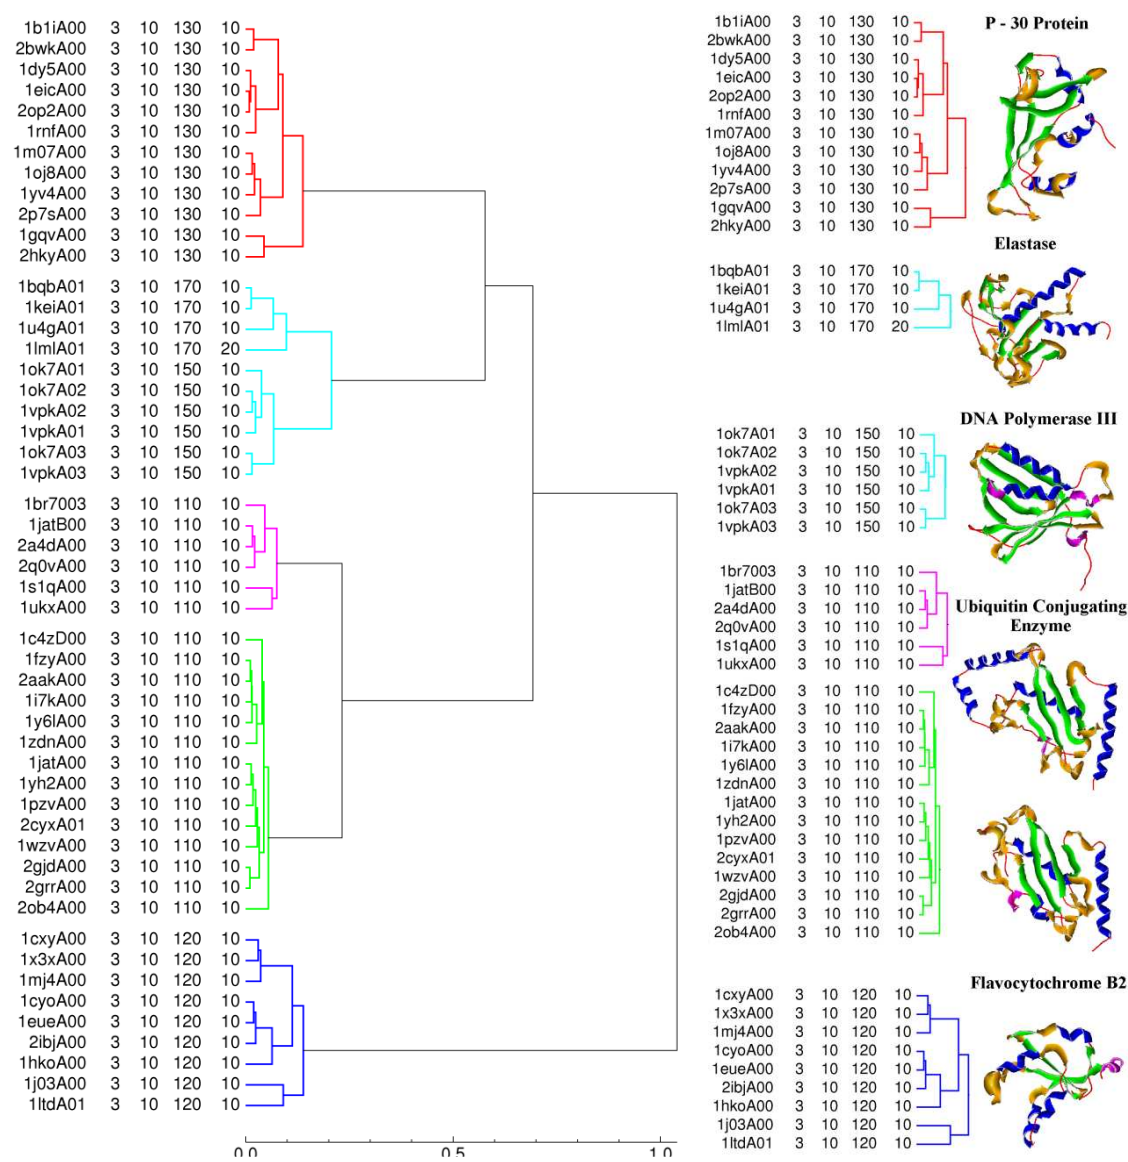 1b1iA00 3 10 130 10
2bwkA00 3 10 130 10
1dy5A00 3 10 130 10
1eicA00 3 10 130 10
2op2A00 3 10 130 10
1rnfA00 3 10 130 10
1m07A00 3 10 130 10
1oj8A00 3 10 130 10
1yv4A00 3 10 130 10
2p7sA00 3 10 130 10
1gqvA00 3 10 130 10
2hkyA00 3 10 130 10
1bqbA01 3 10 170 10
1keiA01 3 10 170 10
1u4gA01 3 10 170 10
1lmlA01 3 10 170 20
1ok7A01 3 10 150 10
1ok7A02 3 10 150 10
1vpkA02 3 10 150 10
1vpkA01 3 10 150 10
1ok7A03 3 10 150 10
1vpkA03 3 10 150 10
1br7003 3 10 110 10
1jatB00 3 10 110 10
2a4dA00 3 10 110 10
2q0vA00 3 10 110 10
1s1qA00 3 10 110 10
1ukxA00 3 10 110 10
1c4zD00 3 10 110 10
1fzyA00 3 10 110 10
2aakA00 3 10 110 10
1i7kA00 3 10 110 10
1y6lA00 3 10 110 10
1zdnA00 3 10 110 10
1jatA00 3 10 110 10
1yh2A00 3 10 110 10
1pzvA00 3 10 110 10
2cyxA01 3 10 110 10
1wzvA00 3 10 110 10
2gjdA00 3 10 110 10
2grrA00 3 10 110 10
2ob4A00 3 10 110 10
1cxyA00 3 10 120 10
1x3xA00 3 10 120 10
1mj4A00 3 10 120 10
1cyoA00 3 10 120 10
1eueA00 3 10 120 10
2ibjA00 3 10 120 10
1hkoA00 3 10 120 10
1j03A00 3 10 120 10
1ltdA01 3 10 120 10
0.0 0.5 1.0
P - 30 Protein
1b1iA00 3 10 130 10
2bwkA00 3 10 130 10
1dy5A00 3 10 130 10
1eicA00 3 10 130 10
2op2A00 3 10 130 10
1rnfA00 3 10 130 10
1m07A00 3 10 130 10
1oj8A00 3 10 130 10
1yv4A00 3 10 130 10
2p7sA00 3 10 130 10
1gqvA00 3 10 130 10
2hkyA00 3 10 130 10
Elastase
1bqbA01 3 10 170 10
1keiA01 3 10 170 10
1u4gA01 3 10 170 10
1lmlA01 3 10 170 20
DNA Polymerase III
1ok7A01 3 10 150 10
1ok7A02 3 10 150 10
1vpkA02 3 10 150 10
1vpkA01 3 10 150 10
1ok7A03 3 10 150 10
1vpkA03 3 10 150 10
Ubiquitin Conjugating
Enzyme
1br7003 3 10 110 10
1jatB00 3 10 110 10
2a4dA00 3 10 110 10
2q0vA00 3 10 110 10
1s1qA00 3 10 110 10
1ukxA00 3 10 110 10
1c4zD00 3 10 110 10
1fzyA00 3 10 110 10
2aakA00 3 10 110 10
1i7kA00 3 10 110 10
1y6lA00 3 10 110 10
1zdnA00 3 10 110 10
1jatA00 3 10 110 10
1yh2A00 3 10 110 10
1pzvA00 3 10 110 10
2cyxA01 3 10 110 10
1wzvA00 3 10 110 10
2gjdA00 3 10 110 10
2grrA00 3 10 110 10
2ob4A00 3 10 110 10
Flavocytochrome B2
1cxyA00 3 10 120 10
1x3xA00 3 10 120 10
1mj4A00 3 10 120 10
1cyoA00 3 10 120 10
1eueA00 3 10 120 10
2ibjA00 3 10 120 10
1hkoA00 3 10 120 10
1j03A00 3 10 120 10
1ltdA01 3 10 120 10